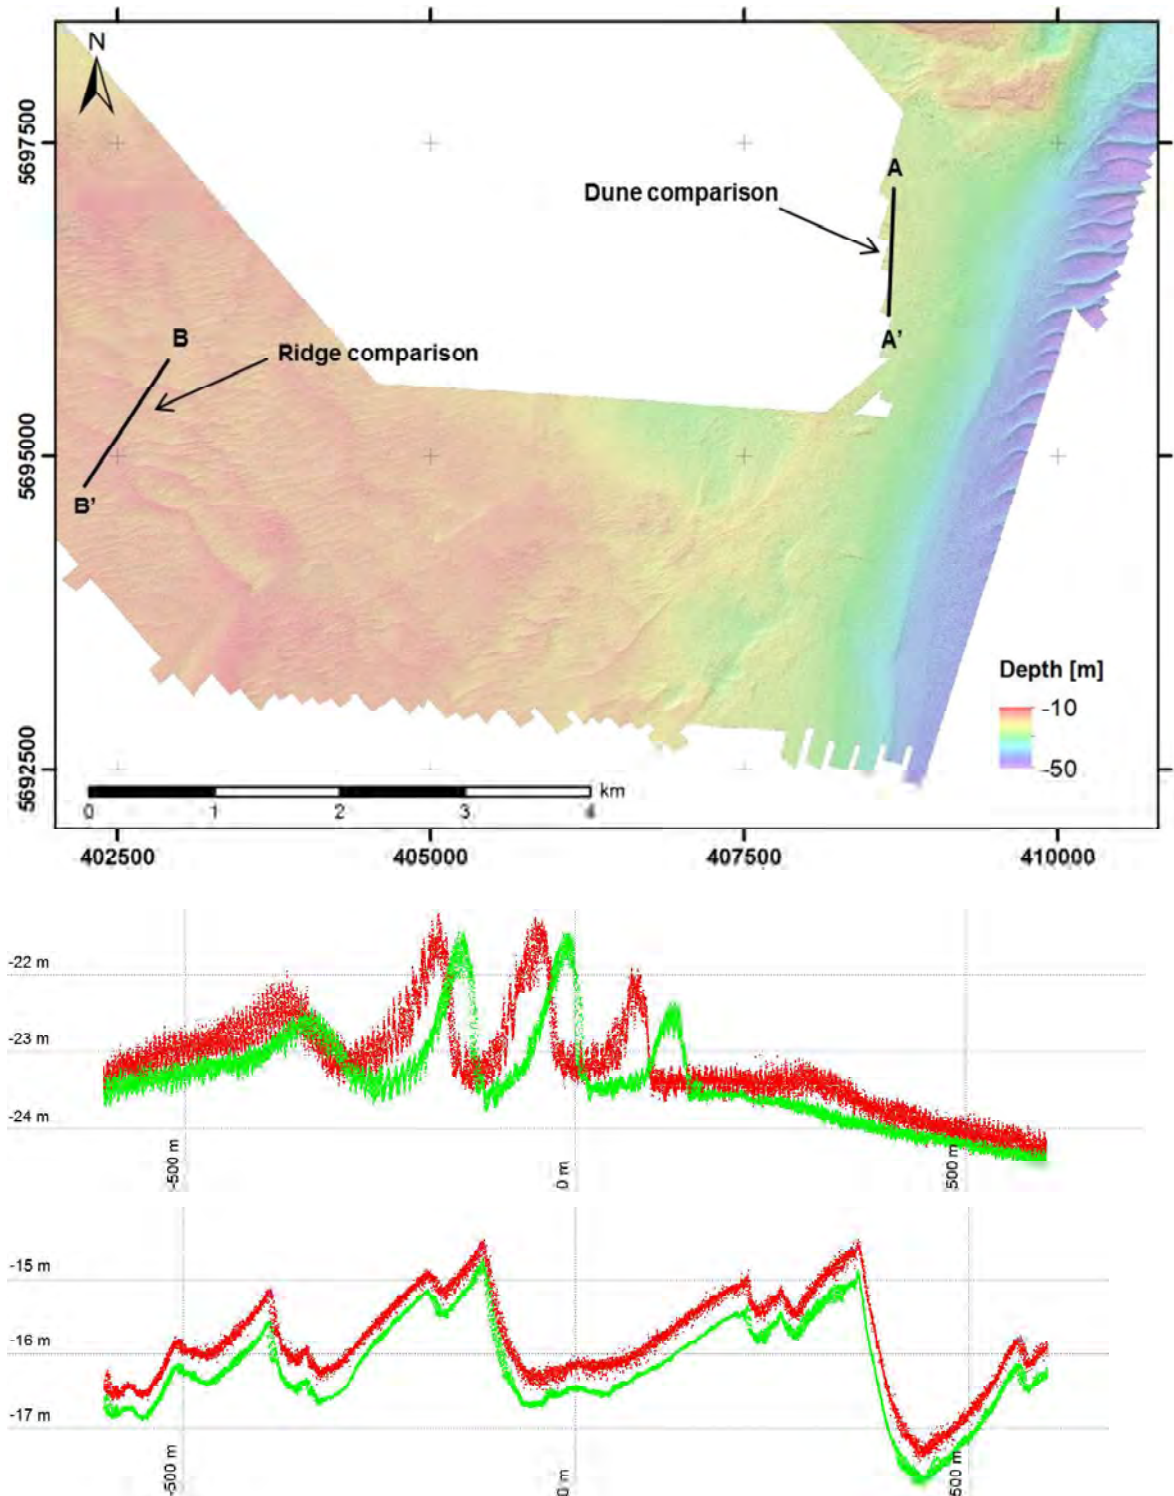 N
5697500
A
Dune comparison
A'
B
Ridge comparison
5695000
B'
Depth [m]
-10
-50
5692500
km
0 1 2 3 4
402500 405000 407500 410000
-22 m
-23 m
-24 m
-500 m 0 m 500 m
-15 m
-16 m
-17 m
-500 m 0 m 500 m